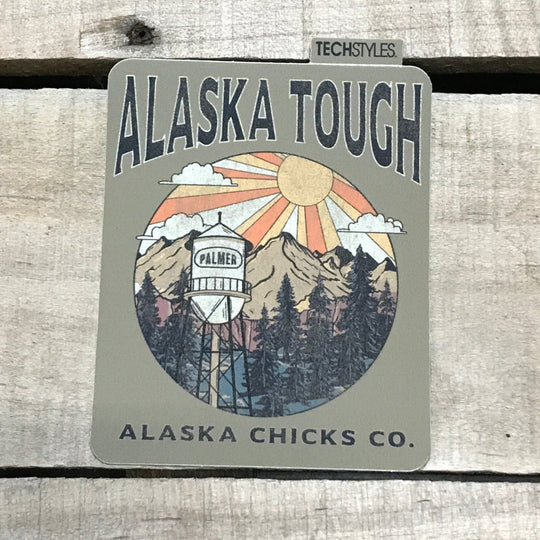 TECHSTYLES.
ALASKA TOUGH
PALMER
ALASKA CHICKS CO.